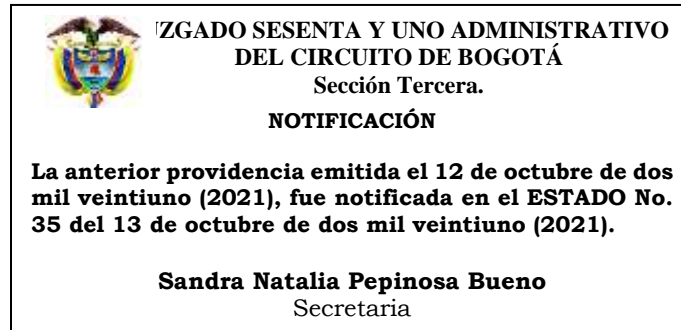 ZGADO SESENTA Y UNO ADMINISTRATIVO
DEL CIRCUITO DE BOGOTÁ
Sección Tercera.
NOTIFICACIÓN
La anterior providencia emitida el 12 de octubre de dos
mil veintiuno (2021), fue notificada en el ESTADO No.
35 del 13 de octubre de dos mil veintiuno (2021).
Sandra Natalia Pepinosa Bueno
Secretaria